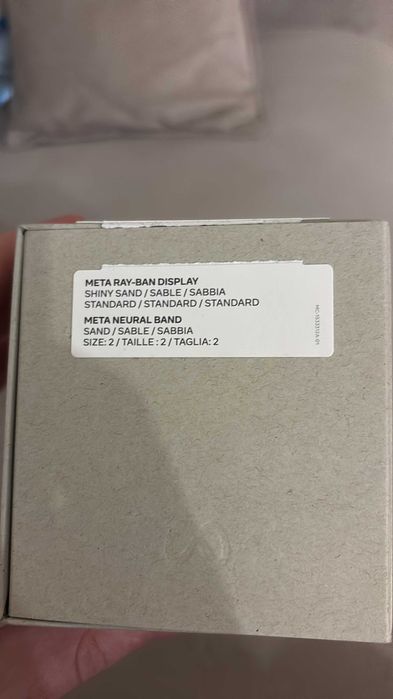 META RAY-BAN DISPLAY
SHINY SAND / SABLE / SABBIA
STANDARD / STANDARD / STANDARD
META NEURAL BAND
SAND / SABLE / SABBIA
SIZE: 2 / TAILLE : 2 / TAGLIA: 2